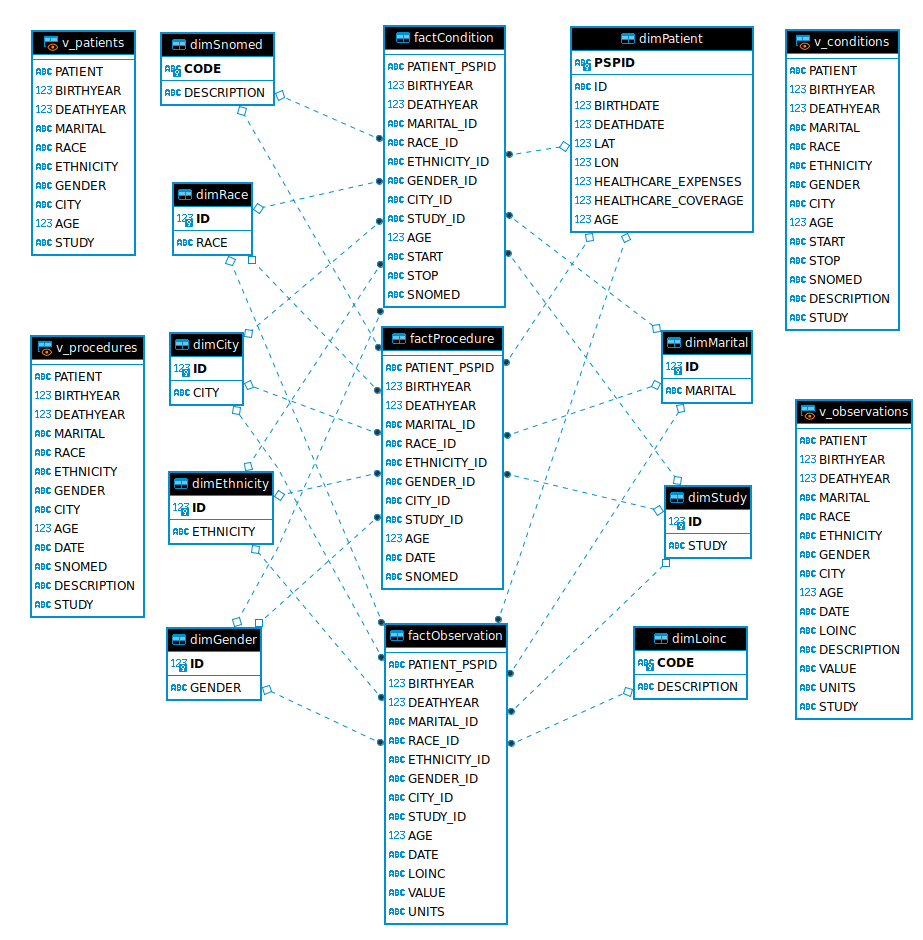 v_patients
ABC PATIENT
123 BIRTHYEAR
123 DEATHYEAR
ABC MARITAL
ABC RACE
ABC ETHNICITY
ABC GENDER
ABC CITY
123 AGE
ABC STUDY
dimSnomed
ABC CODE
ABC DESCRIPTION
factCondition
ABC PATIENT_PSPID
123 BIRTHYEAR
123 DEATHYEAR
ABC MARITAL_ID
ABC RACE_ID
ABC ETHNICITY_ID
ABC GENDER_ID
ABC CITY_ID
ABC STUDY_ID
123 AGE
ABC START
ABC STOP
ABC SNOMED
dimPatient
ABC PSPID
ABC ID
123 BIRTHDATE
123 DEATHDATE
123 LAT
123 LON
123 HEALTHCARE_EXPENSES
123 HEALTHCARE_COVERAGE
123 AGE
v_conditions
ABC PATIENT
123 BIRTHYEAR
123 DEATHYEAR
ABC MARITAL
ABC RACE
ABC ETHNICITY
ABC GENDER
ABC CITY
123 AGE
ABC START
ABC STOP
ABC SNOMED
ABC DESCRIPTION
ABC STUDY
dimRace
123 ID
ABC RACE
v_procedures
ABC PATIENT
123 BIRTHYEAR
123 DEATHYEAR
ABC MARITAL
ABC RACE
ABC ETHNICITY
ABC GENDER
ABC CITY
123 AGE
ABC DATE
ABC SNOMED
ABC DESCRIPTION
ABC STUDY
dimCity
123 ID
ABC CITY
factProcedure
ABC PATIENT_PSPID
123 BIRTHYEAR
123 DEATHYEAR
ABC MARITAL_ID
ABC RACE_ID
ABC ETHNICITY_ID
ABC GENDER_ID
ABC CITY_ID
ABC STUDY_ID
123 AGE
ABC DATE
ABC SNOMED
dimMarital
123 ID
ABC MARITAL
v_observations
ABC PATIENT
123 BIRTHYEAR
123 DEATHYEAR
ABC MARITAL
ABC RACE
ABC ETHNICITY
ABC GENDER
ABC CITY
123 AGE
ABC DATE
ABC LOINC
ABC DESCRIPTION
ABC VALUE
ABC UNITS
ABC STUDY
dimEthnicity
123 ID
ABC ETHNICITY
dimStudy
123 ID
ABC STUDY
dimGender
123 ID
ABC GENDER
factObservation
ABC PATIENT_PSPID
123 BIRTHYEAR
123 DEATHYEAR
ABC MARITAL_ID
ABC RACE_ID
ABC ETHNICITY_ID
ABC GENDER_ID
ABC CITY_ID
ABC STUDY_ID
123 AGE
ABC DATE
ABC LOINC
ABC VALUE
ABC UNITS
dimLoinc
ABC CODE
ABC DESCRIPTION